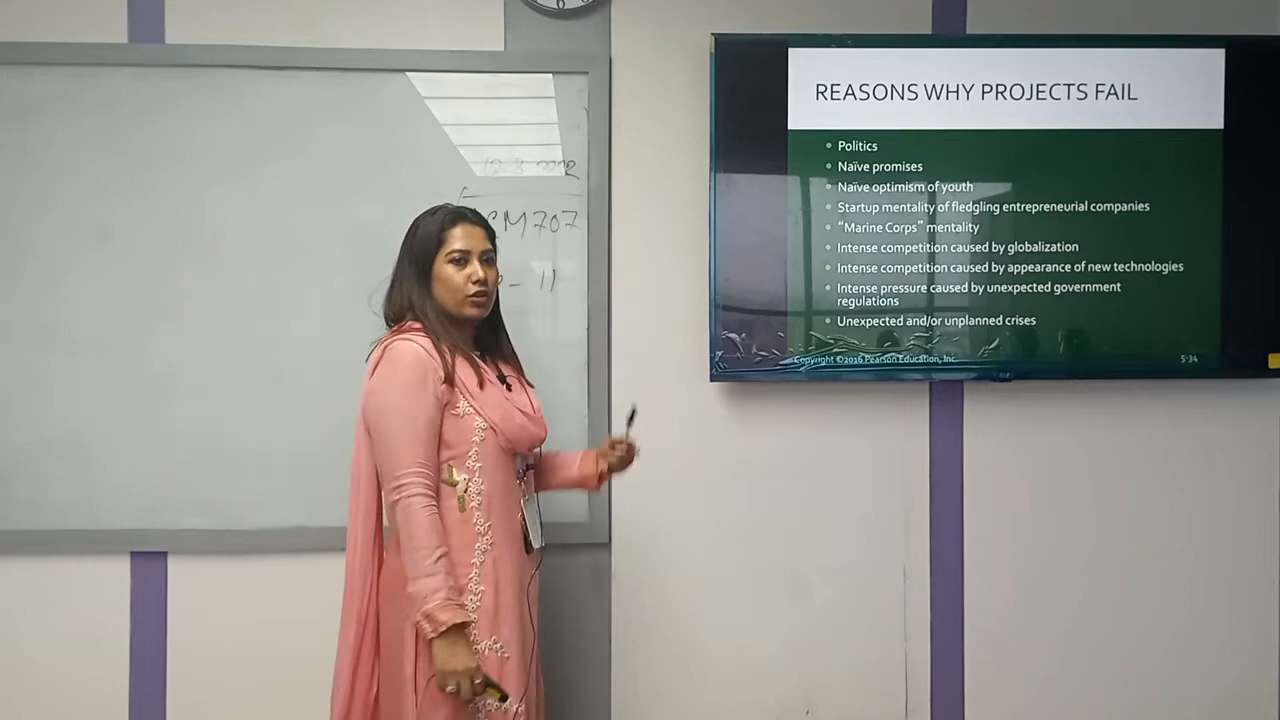 CM707
- 11
REASONS WHY PROJECTS FAIL
• Politics
• Naïve promises
• Naïve optimism of youth
• Startup mentality of fledgling entrepreneurial companies
• “Marine Corps” mentality
• Intense competition caused by globalization
• Intense competition caused by appearance of new technologies
• Intense pressure caused by unexpected government
regulations
• Unexpected and/or unplanned crises
Copyright ©2016 Pearson Education, Inc.
5-34